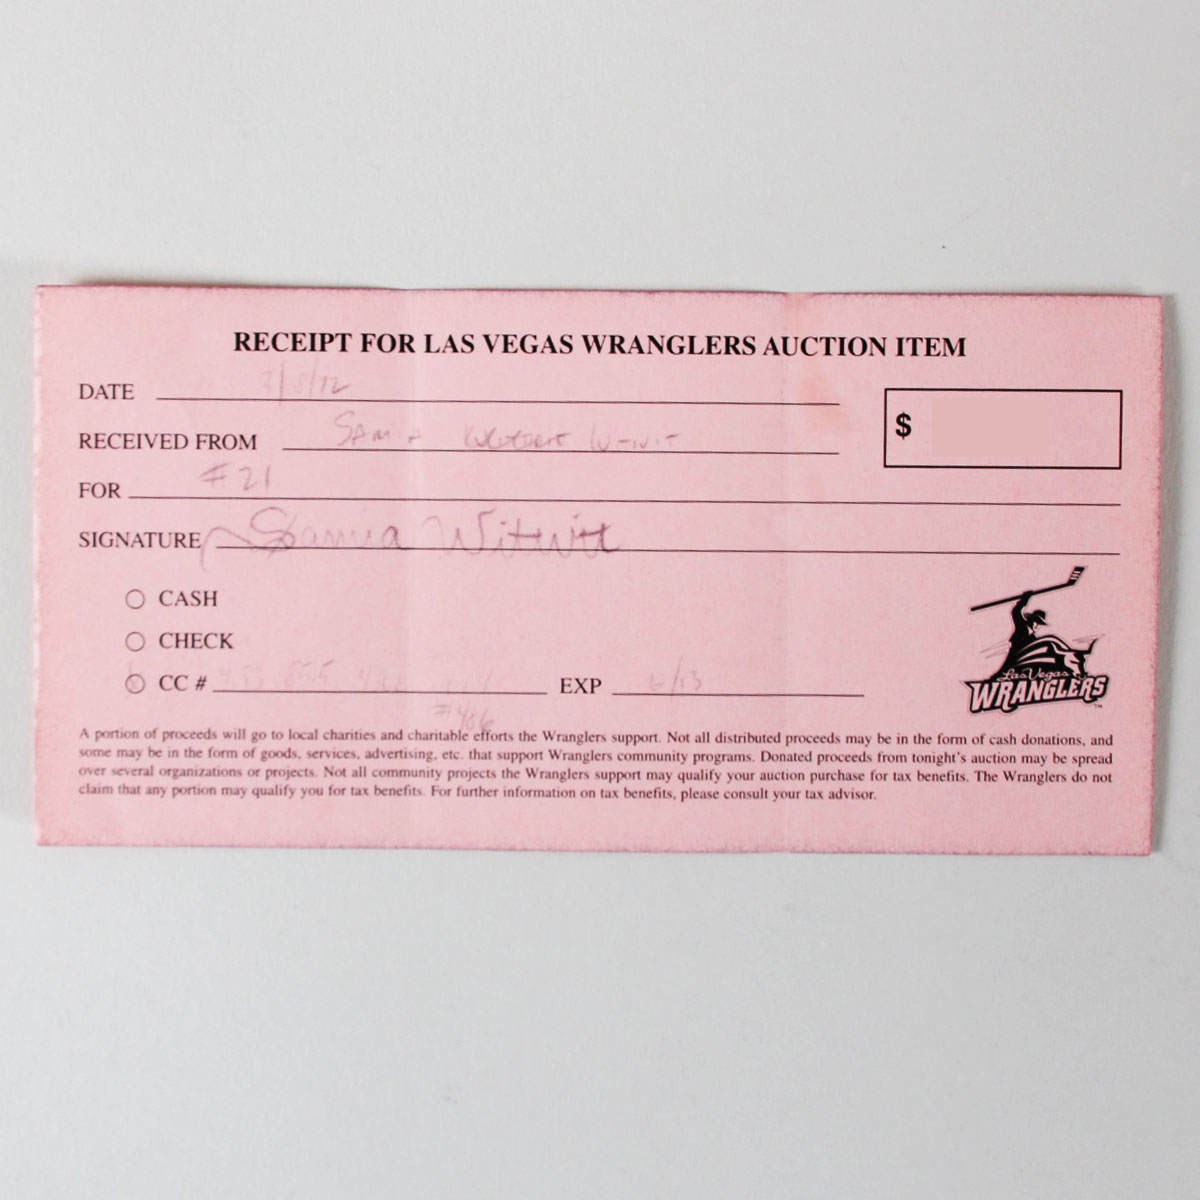 RECEIPT FOR LAS VEGAS WRANGLERS AUCTION ITEM
DATE
$
RECEIVED FROM
FOR #21
SIGNATURE Samia Witwit
CASH
CHECK
CC # EXP
Las Vegas
WRANGLERS™
A portion of proceeds will go to local charities and charitable efforts the Wranglers support. Not all distributed proceeds may be in the form of cash donations, and
some may be in the form of goods, services, advertising, etc. that support Wranglers community programs. Donated proceeds from tonight's auction may be spread
over several organizations or projects. Not all community projects the Wranglers support may qualify your auction purchase for tax benefits. The Wranglers do not
claim that any portion may qualify you for tax benefits. For further information on tax benefits, please consult your tax advisor.